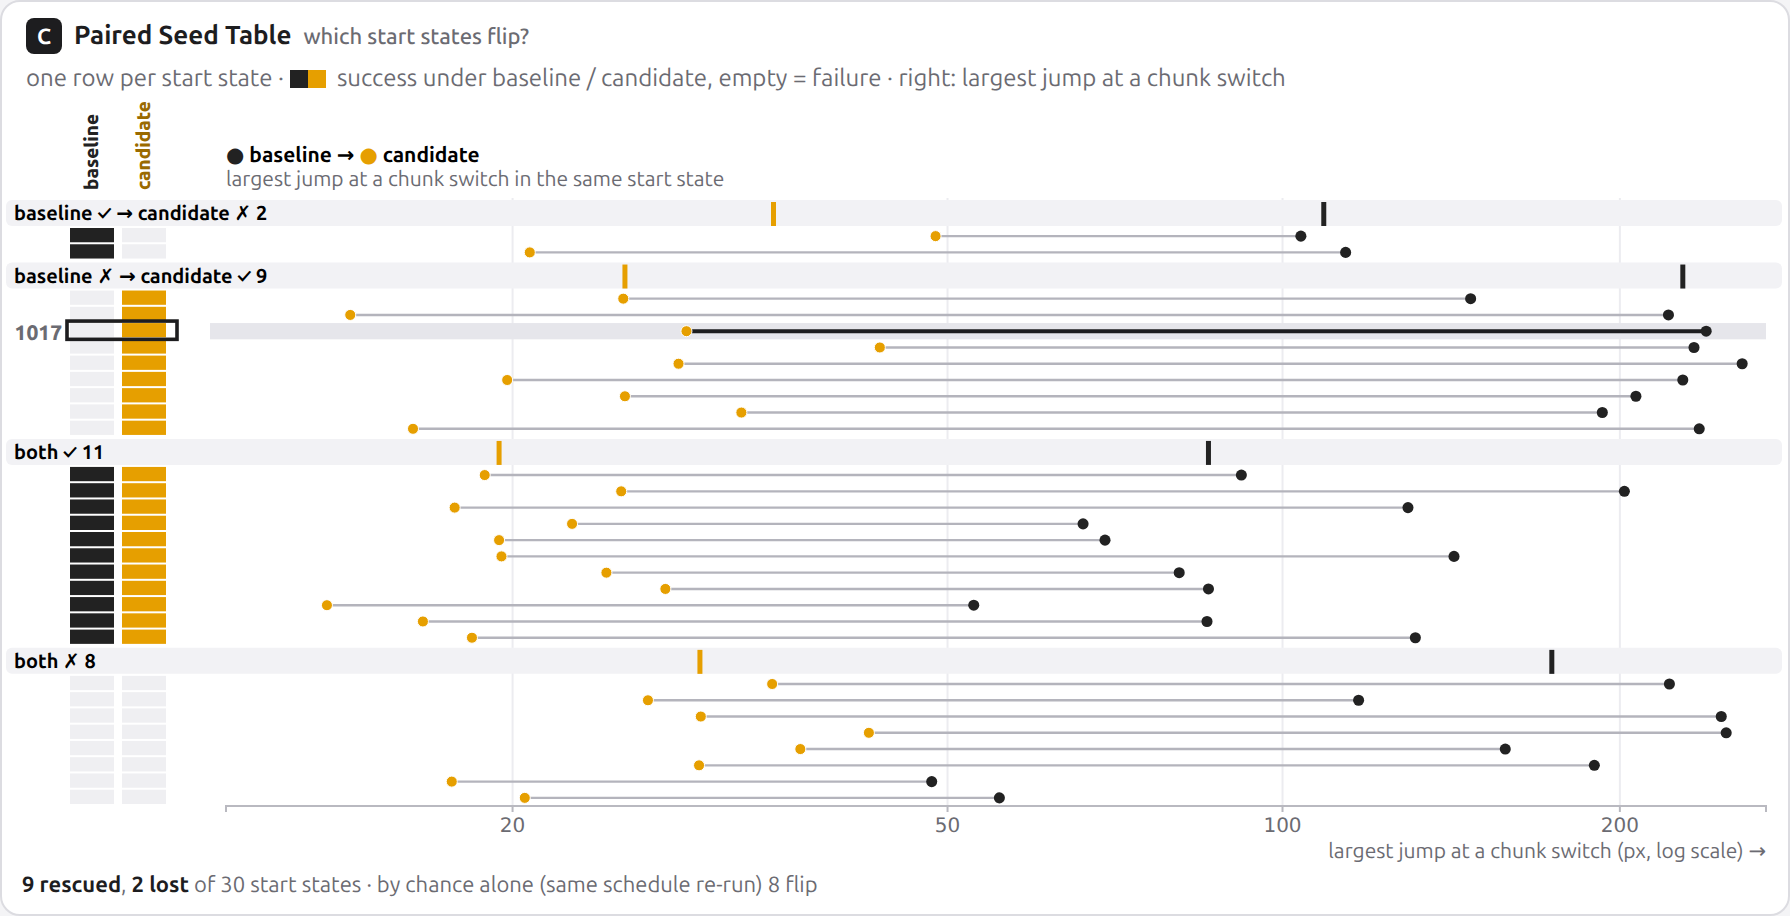 C Paired Seed Table which start states flip?
one row per start state · success under baseline / candidate, empty = failure · right: largest jump at a chunk switch
baseline
candidate
baseline → candidate
largest jump at a chunk switch in the same start state
baseline ✓ → candidate ✗ 2
baseline ✗ → candidate ✓ 9
1017
both ✓ 11
both ✗ 8
20 50 100 200
largest jump at a chunk switch (px, log scale) →
9 rescued, 2 lost of 30 start states · by chance alone (same schedule re-run) 8 flip